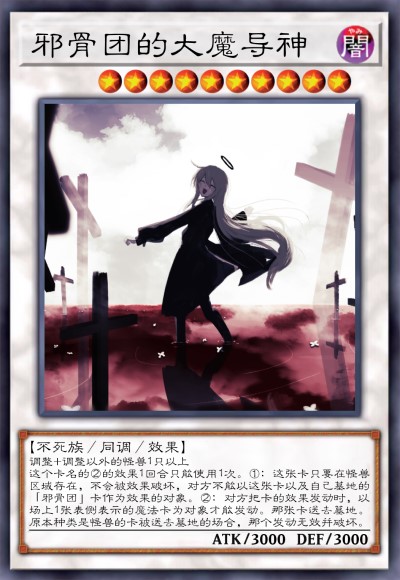 邪骨团的大魔导神
やみ
闇
【不死族／同调／效果】
调整+调整以外的怪兽1只以上
这个卡名的②的效果1回合只能使用1次。①：这张卡只要在怪兽
区域存在，不会被效果破坏，对方不能以这张卡以及自己墓地的
「邪骨团」卡作为效果的对象。②：对方把卡的效果发动时，以
场上1张表侧表示的魔法卡为对象才能发动。那张卡送去墓地。
原本种类是怪兽的卡被送去墓地的场合，那个发动无效并破坏。
ATK/3000 DEF/3000